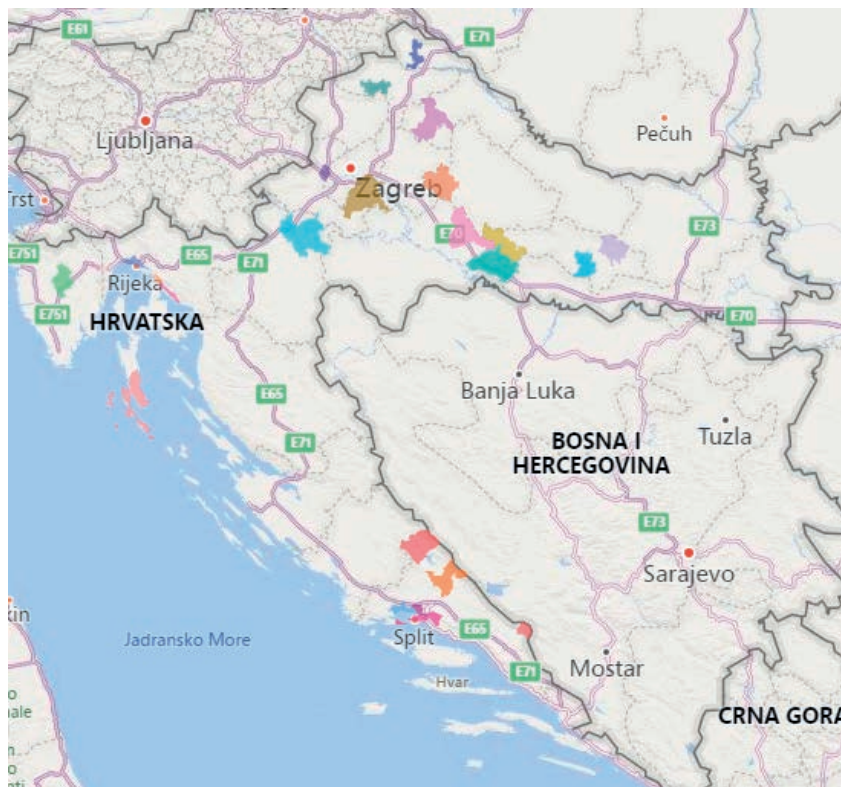 E61
E71
Ljubljana
Pečuh
Zagreb
Trst
E751
E65
E71
E70
E73
Rijeka
E751
HRVATSKA
E70
Banja Luka
E65
Tuzla
E71
BOSNA I
HERCEGOVINA
E73
Sarajevo
Jadransko More
Split
E65
Mostar
E71
Hvar
CRNA GORA